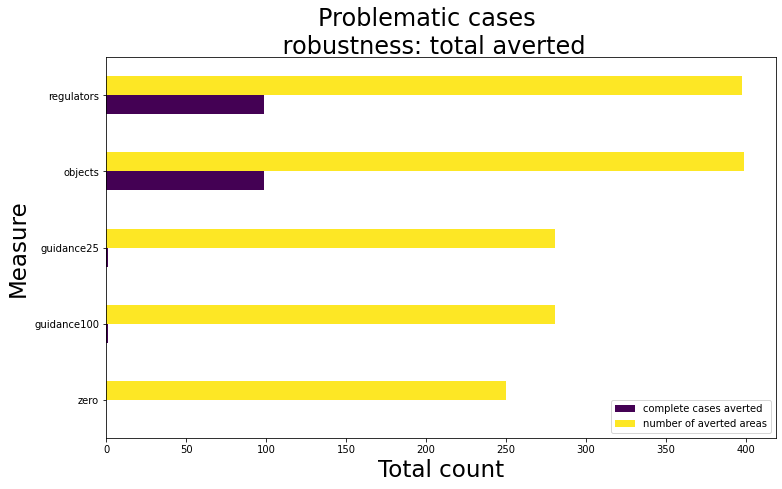 Problematic cases
robustness: total averted
Measure
regulators
objects
guidance25
guidance100
zero
0 50 100 150 200 250 300 350 400
Total count
complete cases averted
number of averted areas